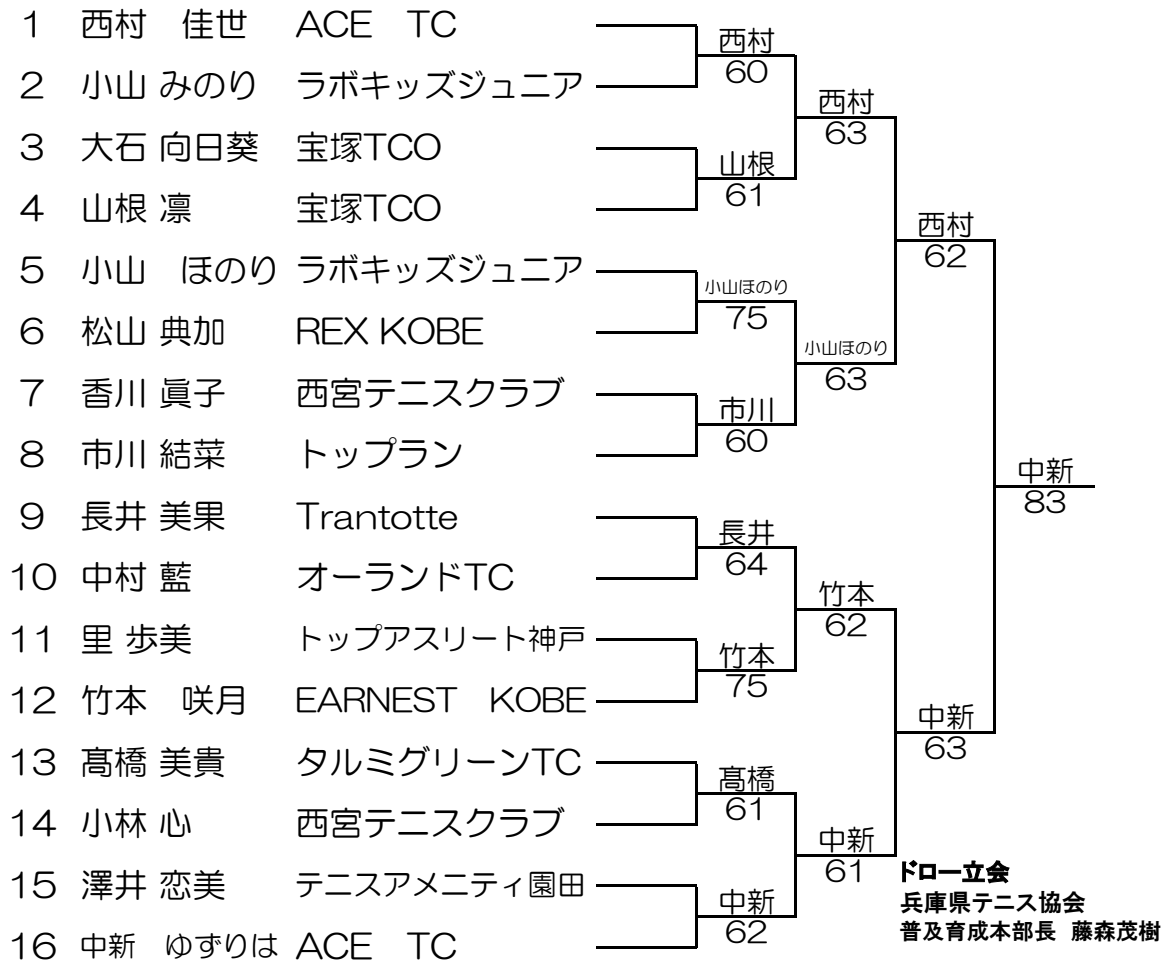 1 西村　佳世 ACE　TC
2 小山 みのり ラボキッズジュニア
3 大石 向日葵 宝塚TCO
4 山根 凛 宝塚TCO
5 小山　ほのり ラボキッズジュニア
6 松山 典加 REX KOBE
7 香川 眞子 西宮テニスクラブ
8 市川 結菜 トップラン
9 長井 美果 Trantotte
10 中村 藍 オーランドTC
11 里 歩美 トップアスリート神戸
12 竹本　咲月 EARNEST　KOBE
13 髙橋 美貴 タルミグリーンTC
14 小林 心 西宮テニスクラブ
15 澤井 恋美 テニスアメニティ園田
16 中新　ゆずりは ACE　TC
西村
60
山根
61
小山ほのり
75
市川
60
長井
64
竹本
75
髙橋
61
中新
62
西村
63
小山ほのり
63
竹本
62
中新
61
西村
62
中新
63
中新
83
ドロー立会
兵庫県テニス協会
普及育成本部長 藤森茂樹